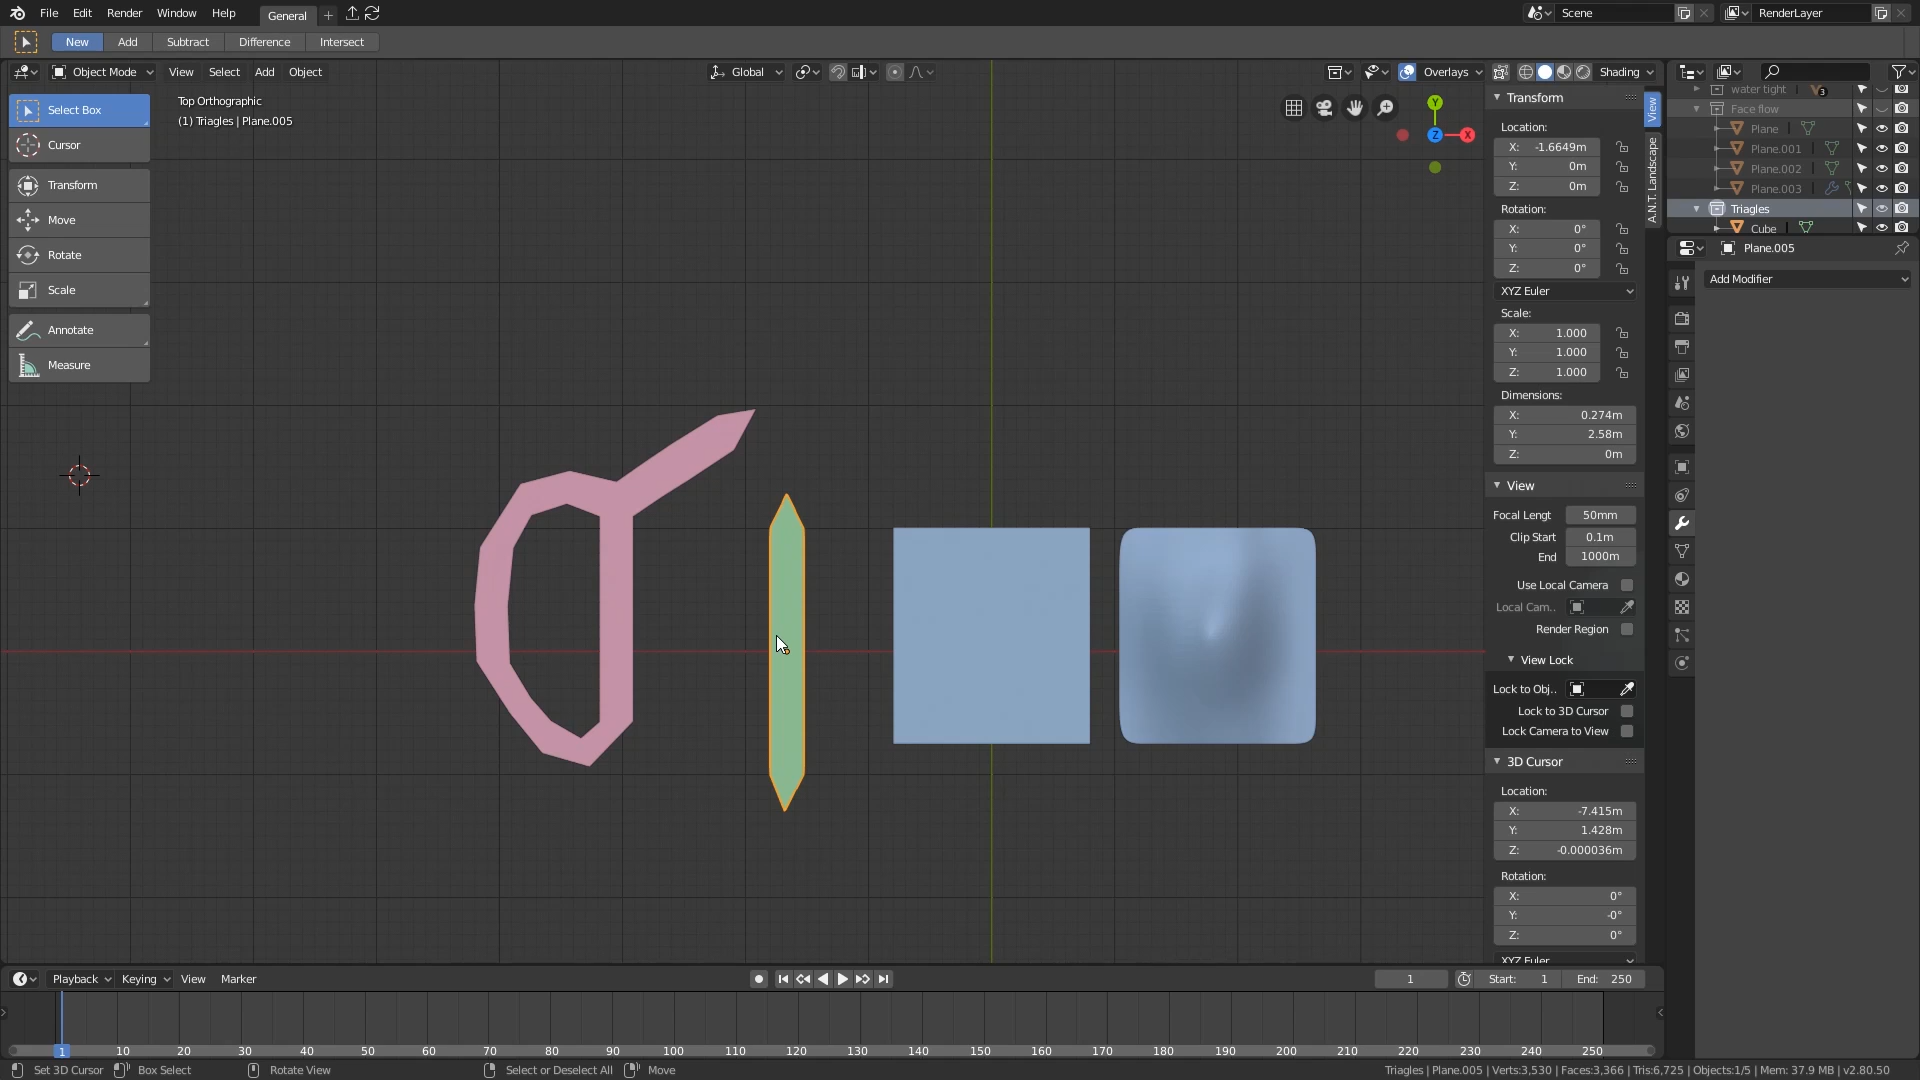 File Edit Render Window Help General + Scene RenderLayer
New Add Subtract Difference Intersect
Object Mode View Select Add Object Global Overlays Shading
Select Box
Cursor
Transform
Move
Rotate
Scale
Annotate
Measure
Top Orthographic
(1) Triagles | Plane.005
Y
Z
X
Transform
Location:
X: -1.6649m
Y: 0m
Z: 0m
Rotation:
X: 0°
Y: 0°
Z: 0°
XYZ Euler
Scale:
X: 1.000
Y: 1.000
Z: 1.000
Dimensions:
X: 0.274m
Y: 2.58m
Z: 0m
View
Focal Lengt 50mm
Clip Start 0.1m
End 1000m
Use Local Camera
Local Cam..
Render Region
View Lock
Lock to Obj..
Lock to 3D Cursor
Lock Camera to View
3D Cursor
Location:
X: -7.415m
Y: 1.428m
Z: -0.000036m
Rotation:
X: 0°
Y: -0°
Z: 0°
XYZ Euler
View
A.N.T. Landscape
water tight 3
Face flow
Plane
Plane.001
Plane.002
Plane.003
Triagles
Cube
Plane.005
Add Modifier
Playback Keying View Marker 1 Start: 1 End: 250
1 10 20 30 40 50 60 70 80 90 100 110 120 130 140 150 160 170 180 190 200 210 220 230 240 250
Set 3D Cursor Box Select Rotate View Select or Deselect All Move Triagles | Plane.005 | Verts:3,530 | Faces:3,366 | Tris:6,725 | Objects:1/5 | Mem: 37.9 MB | v2.80.50